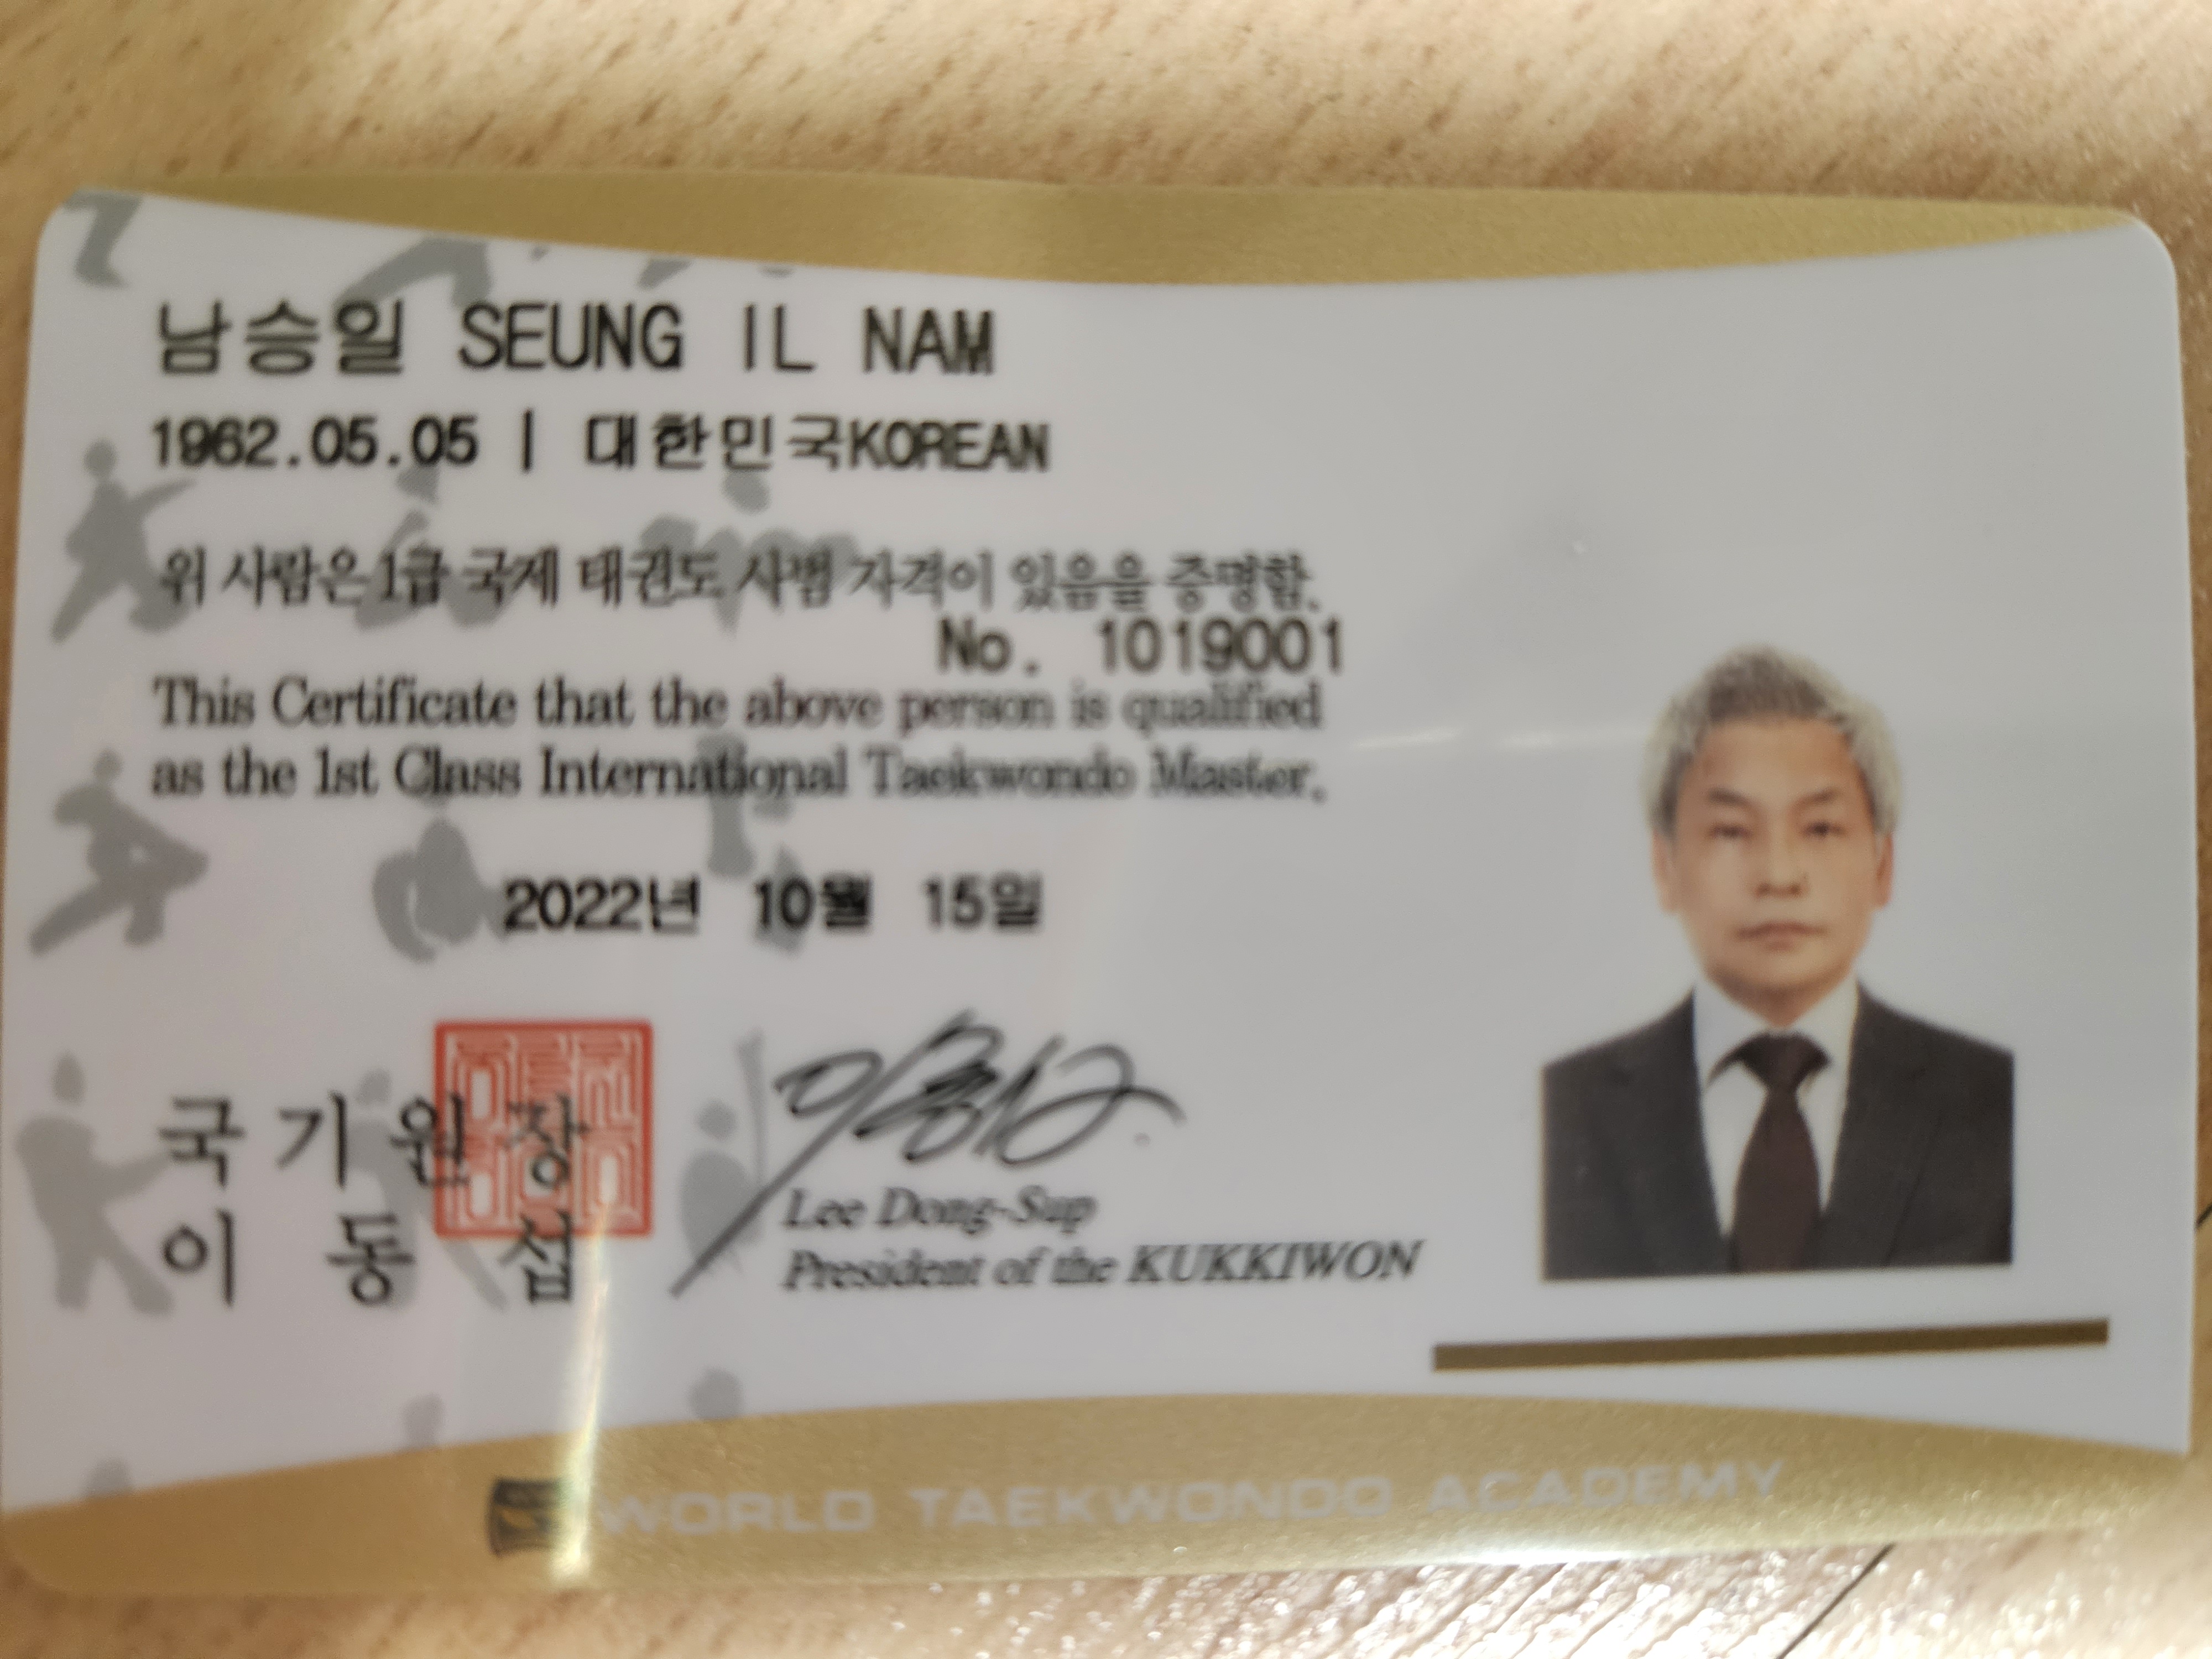 남승일 SEUNG IL NAM
1962.05.05 | 대한민국KOREAN
위 사람은 1급 국제 태권도 사범 자격이 있음을 증명함.
No. 1019001
This Certificate that the above person is qualified
as the 1st Class International Taekwondo Master.
2022년 10월 15일
국기원장
이동섭
Lee Dong-Sup
President of the KUKKIWON
WORLD TAEKWONDO ACADEMY